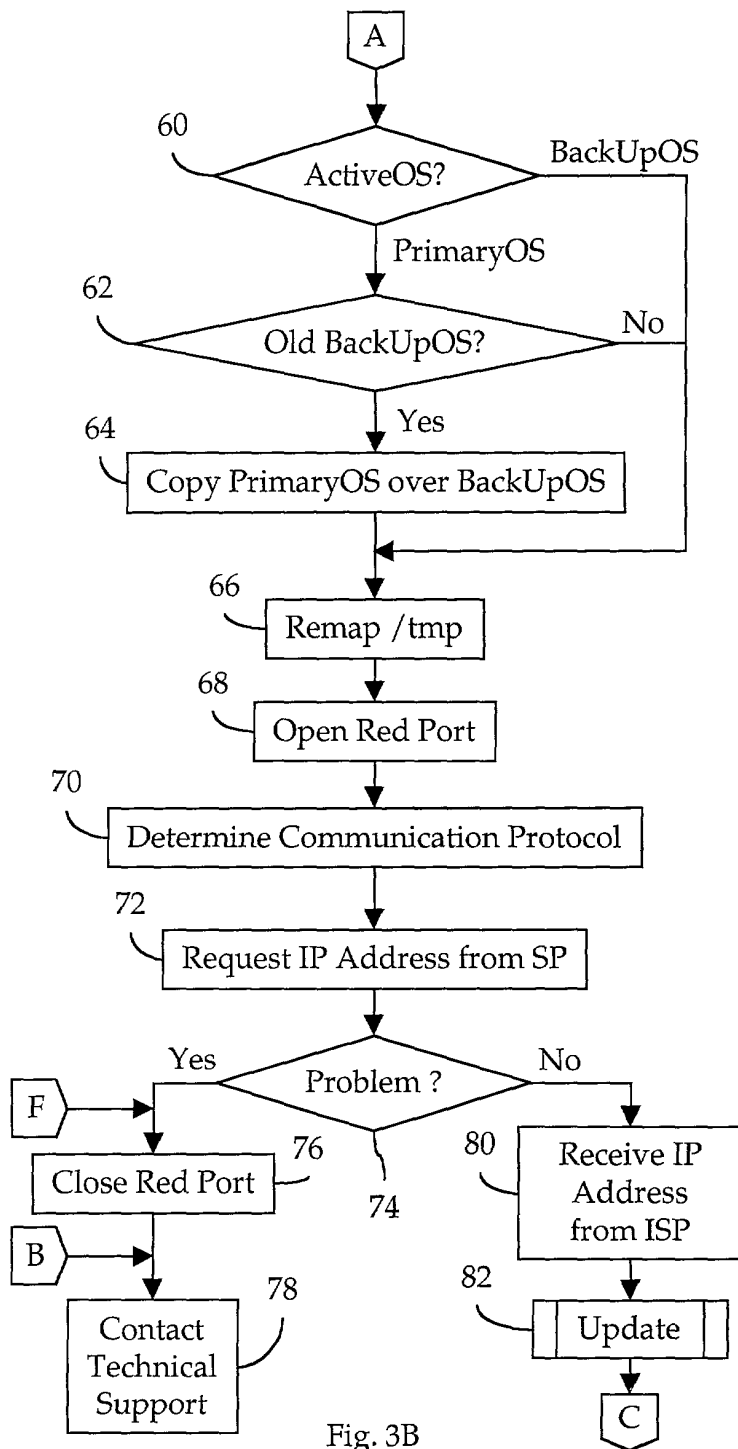 A
60
BackUpOS
ActiveOS?
PrimaryOS
62
No
Old BackUpOS?
Yes
64
Copy PrimaryOS over BackUpOS
66
Remap /tmp
68
Open Red Port
70
Determine Communication Protocol
72
Request IP Address from SP
Yes
No
Problem ?
F
74
76
Close Red Port
80
Receive IP
Address
from ISP
B
78
Contact
Technical
Support
82
Update
C
Fig. 3B